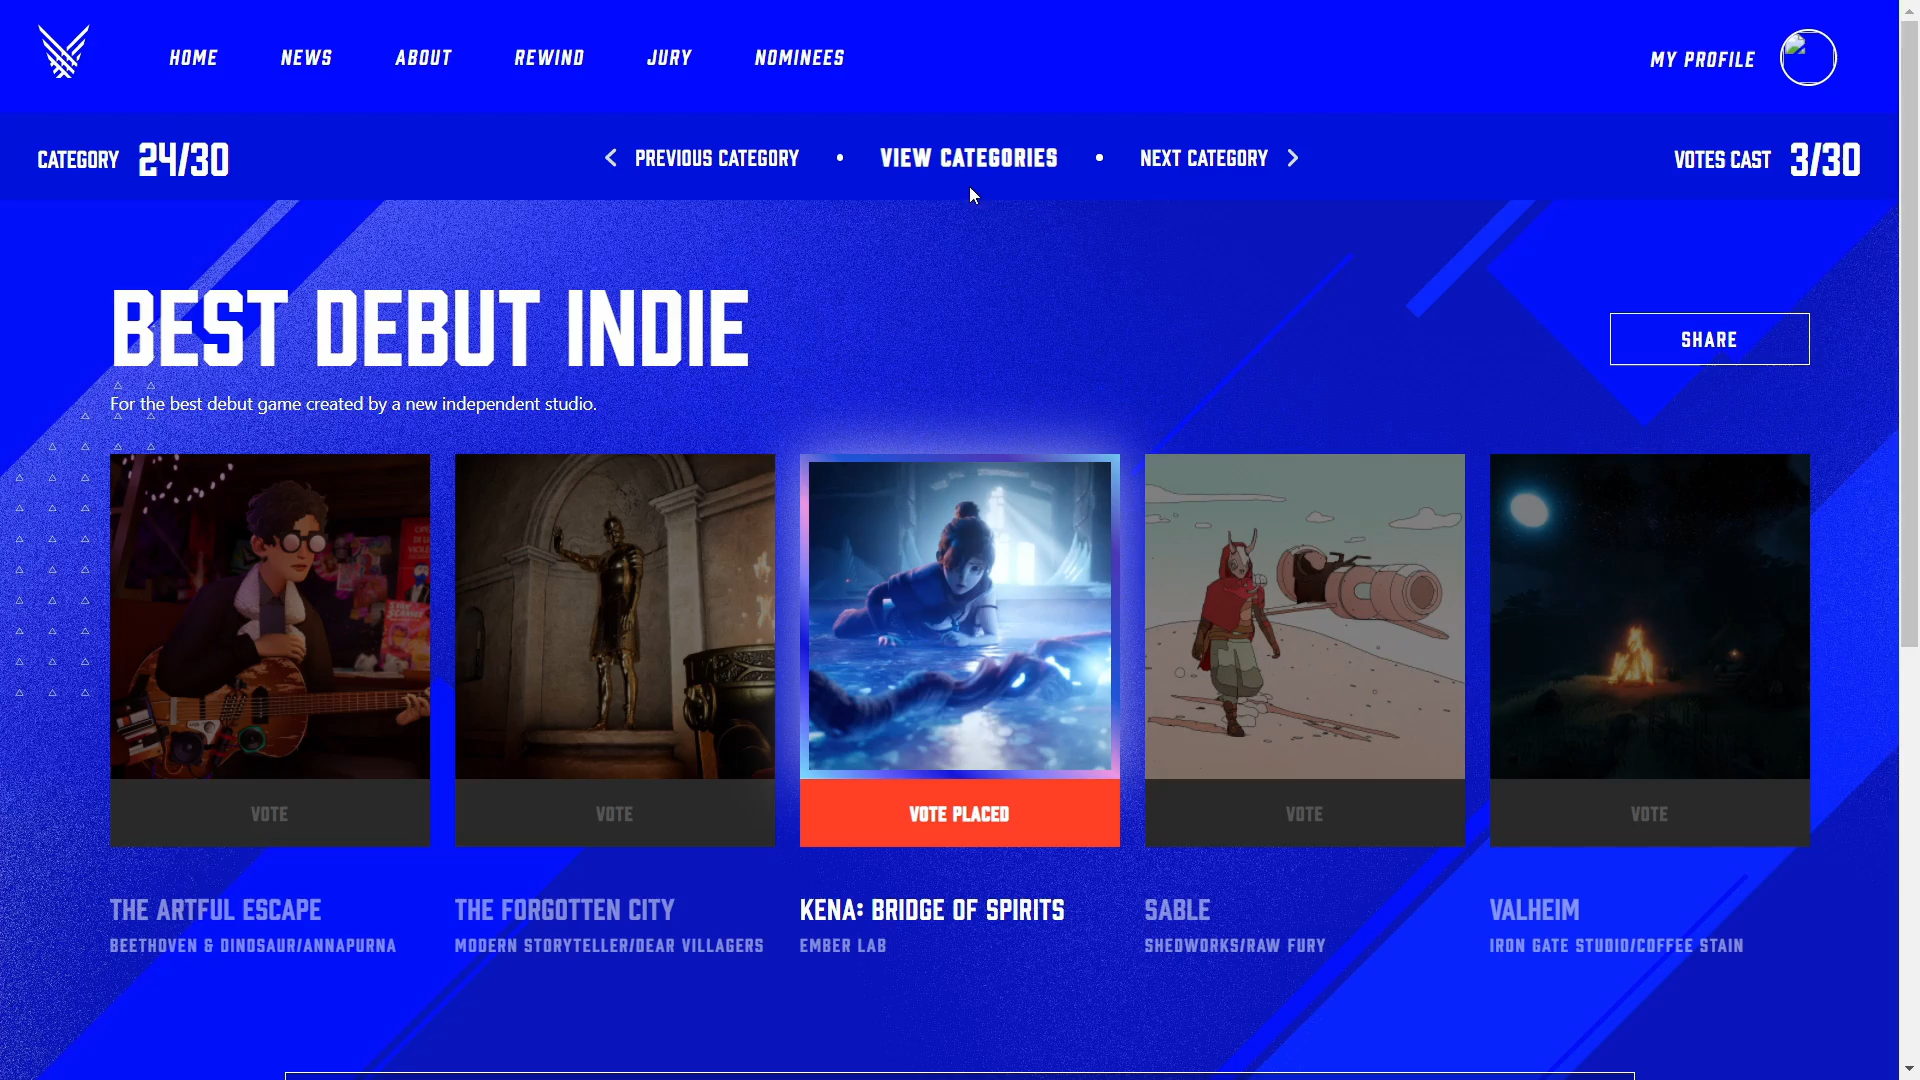 HOME
NEWS
ABOUT
REWIND
JURY
NOMINEES
MY PROFILE
CATEGORY 24/30
PREVIOUS CATEGORY
VIEW CATEGORIES
NEXT CATEGORY
VOTES CAST 3/30
BEST DEBUT INDIE
SHARE
For the best debut game created by a new independent studio.
VOTE
VOTE
VOTE PLACED
VOTE
VOTE
THE ARTFUL ESCAPE
BEETHOVEN & DINOSAUR/ANNAPURNA
THE FORGOTTEN CITY
MODERN STORYTELLER/DEAR VILLAGERS
KENA: BRIDGE OF SPIRITS
EMBER LAB
SABLE
SHEDWORKS/RAW FURY
VALHEIM
IRON GATE STUDIO/COFFEE STAIN